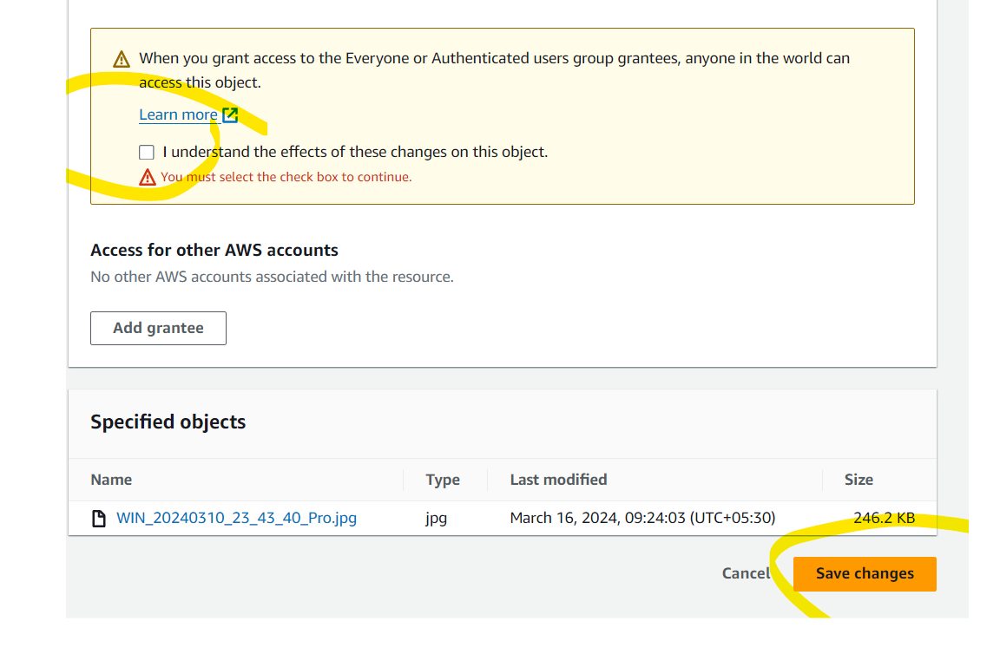 When you grant access to the Everyone or Authenticated users group grantees, anyone in the world can
access this object.
Learn more
I understand the effects of these changes on this object.
You must select the check box to continue.
Access for other AWS accounts
No other AWS accounts associated with the resource.
Add grantee
Specified objects
Name Type Last modified Size
WIN_20240310_23_43_40_Pro.jpg jpg March 16, 2024, 09:24:03 (UTC+05:30) 246.2 KB
Cancel Save changes